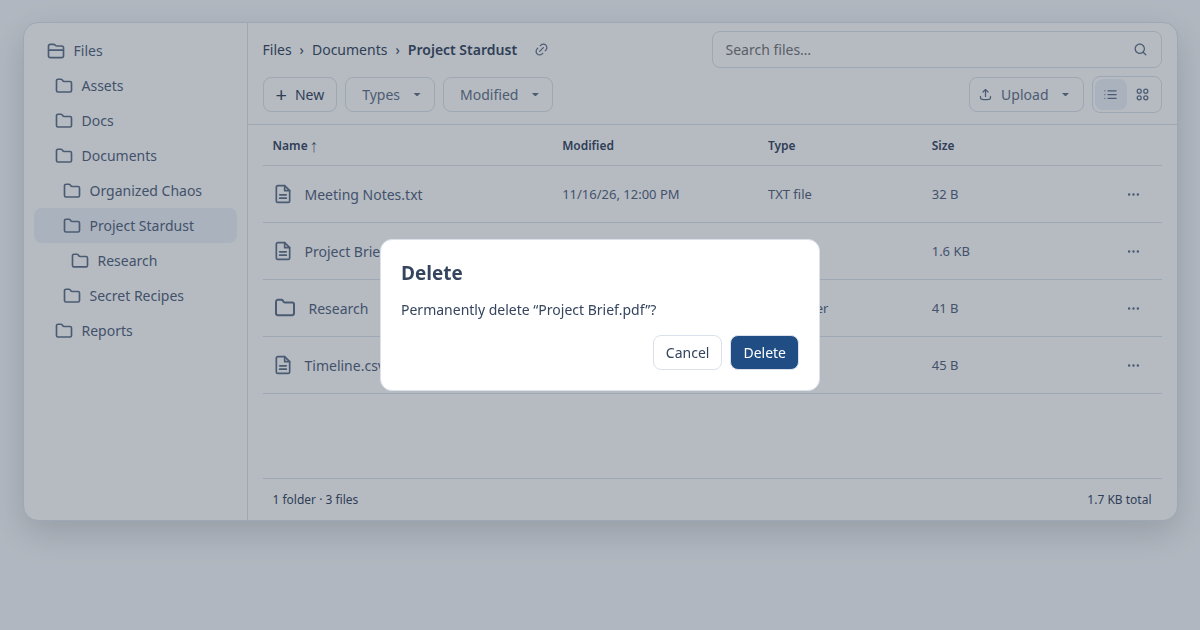 Files
Assets
Docs
Documents
Organized Chaos
Project Stardust
Research
Secret Recipes
Reports
Files › Documents › Project Stardust
Search files...
+ New
Types
Modified
Upload
Name ↑ Modified Type Size
Meeting Notes.txt 11/16/26, 12:00 PM TXT file 32 B
Project Brie 1.6 KB
Research er 41 B
Timeline.csv 45 B
1 folder · 3 files
1.7 KB total
Delete
Permanently delete “Project Brief.pdf”?
Cancel
Delete